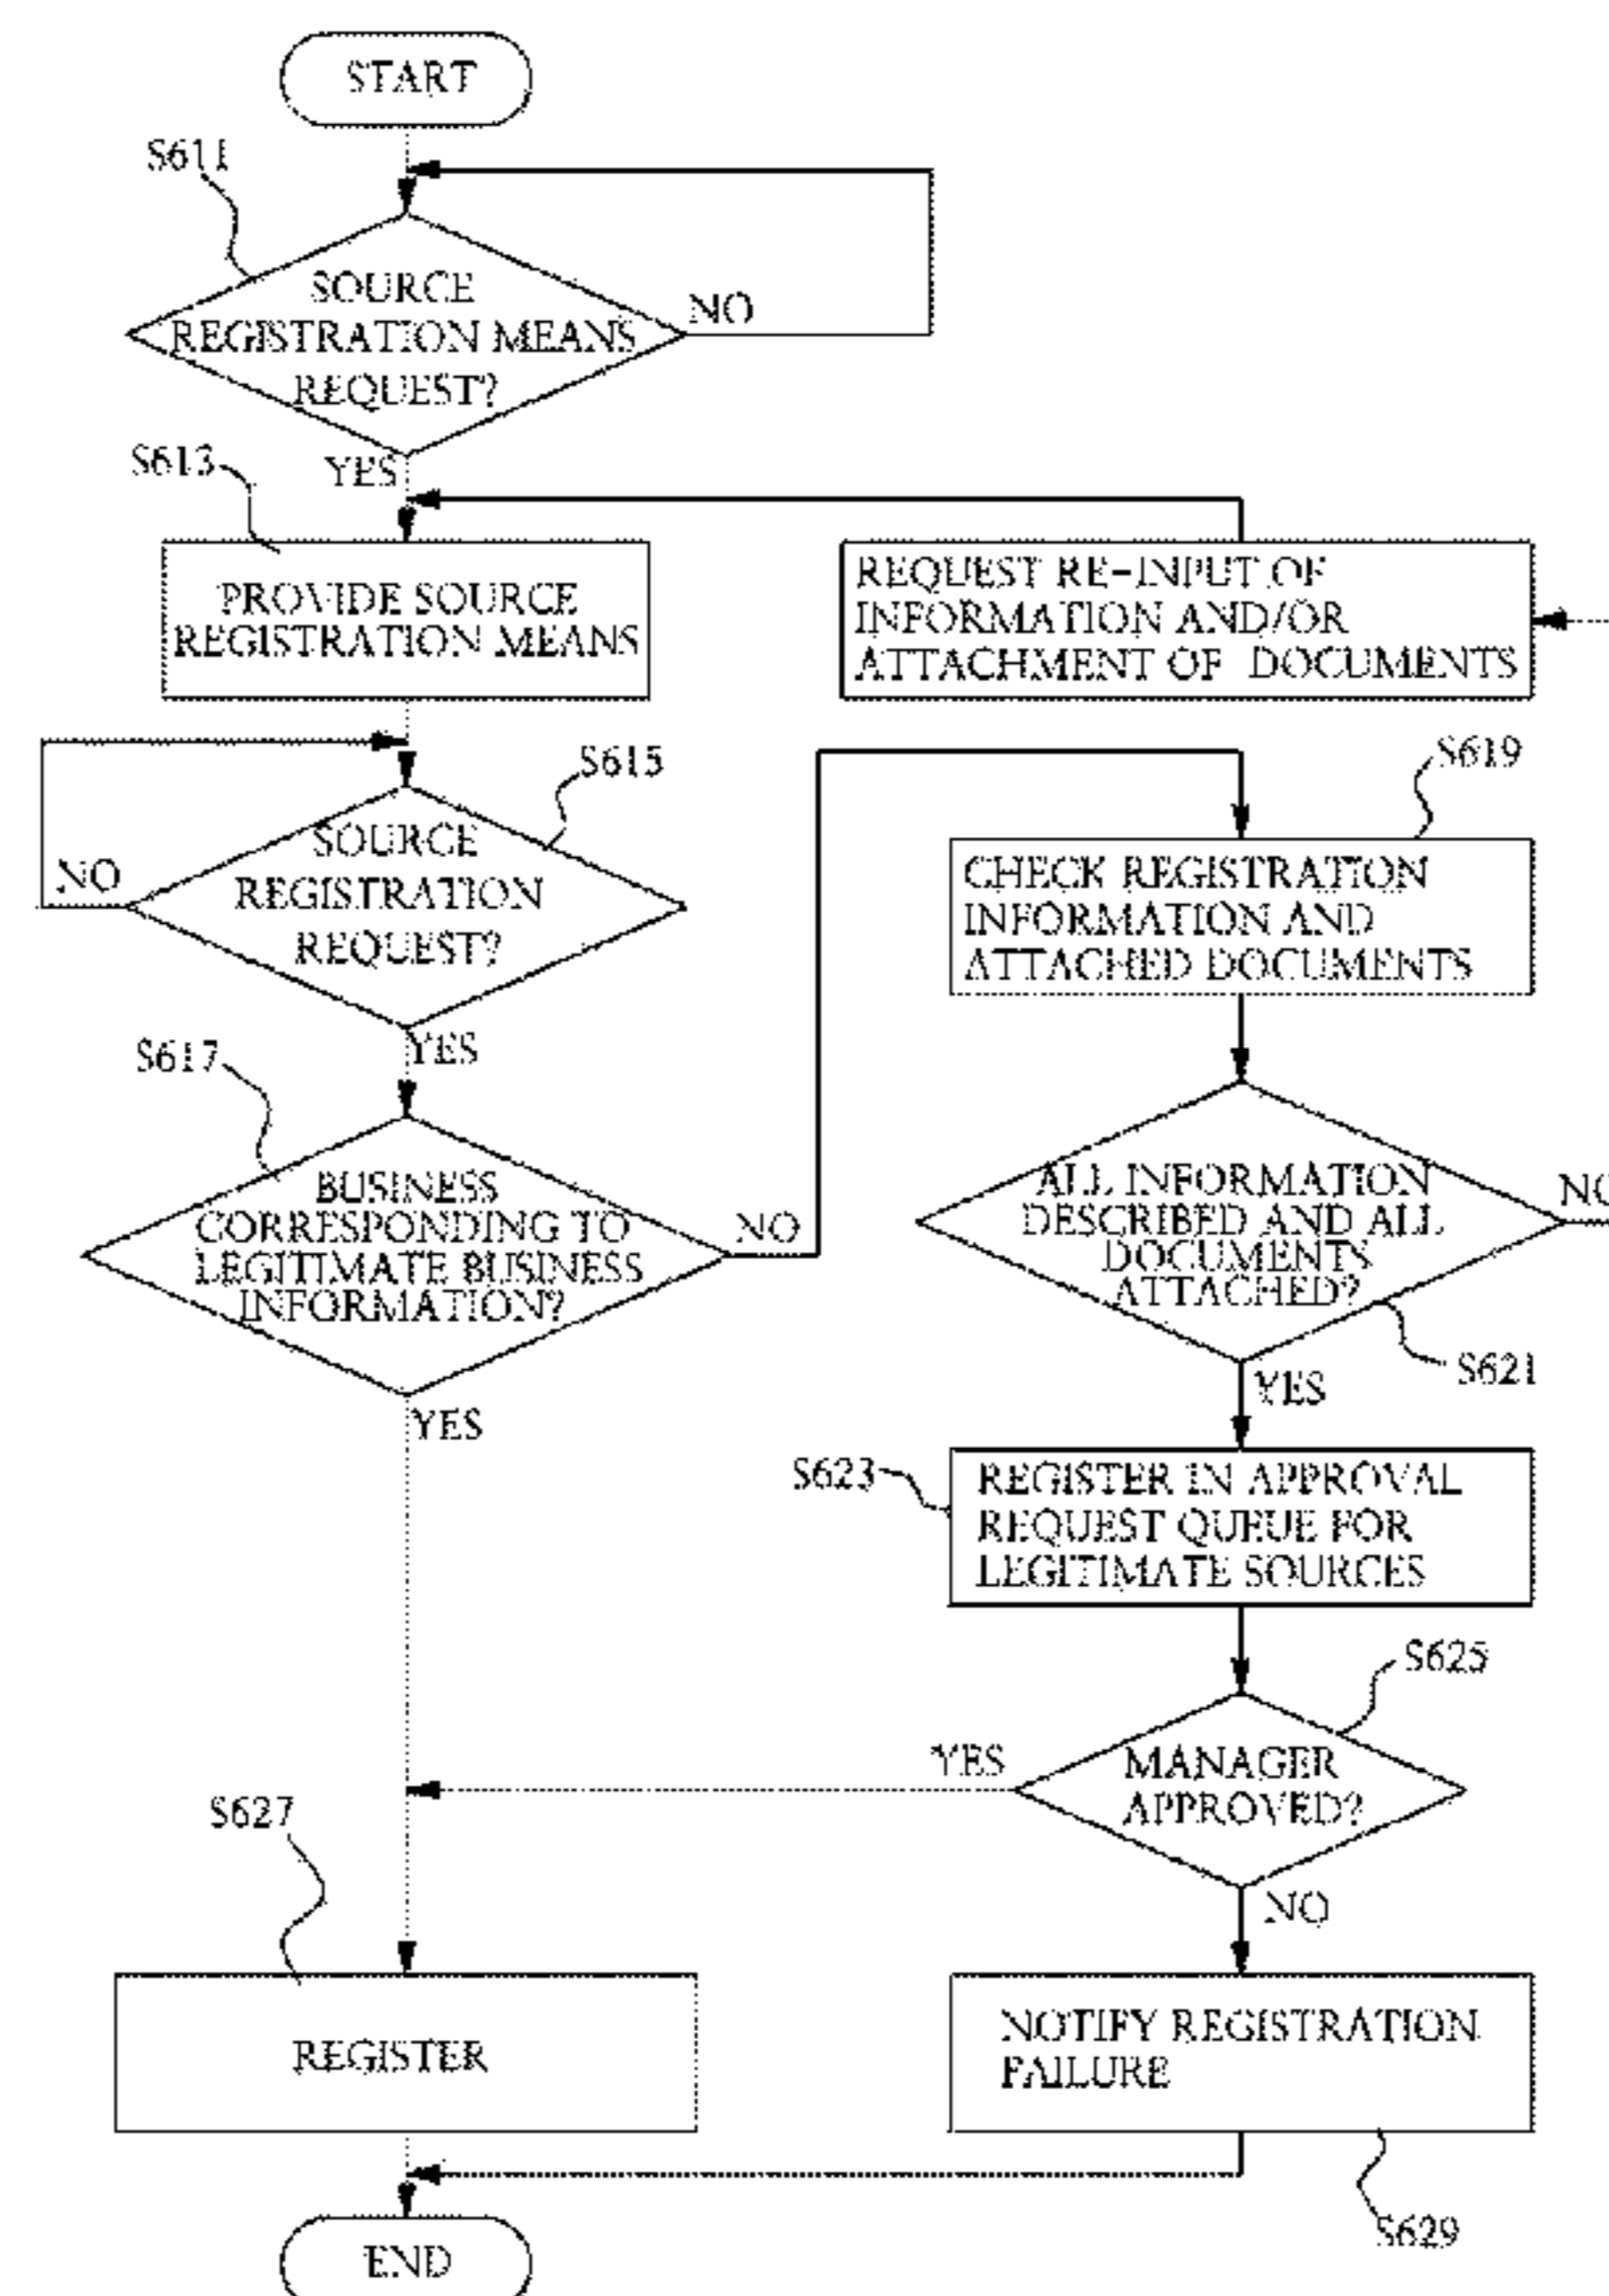 START
S611
SOURCE
REGISTRATION MEANS
REQUEST?
NO
YES
S613
PROVIDE SOURCE
REGISTRATION MEANS
REQUEST RE-INPUT OF
INFORMATION AND/OR
ATTACHMENT OF DOCUMENTS
S615
SOURCE
REGISTRATION
REQUEST?
NO
YES
S619
CHECK REGISTRATION
INFORMATION AND
ATTACHED DOCUMENTS
S617
BUSINESS
CORRESPONDING TO
LEGITIMATE BUSINESS
INFORMATION?
NO
YES
ALL INFORMATION
DESCRIBED AND ALL
DOCUMENTS
ATTACHED?
NO
S621
YES
S623
REGISTER IN APPROVAL
REQUEST QUEUE FOR
LEGITIMATE SOURCES
S625
MANAGER
APPROVED?
YES
NO
S627
REGISTER
NOTIFY REGISTRATION
FAILURE
S629
END